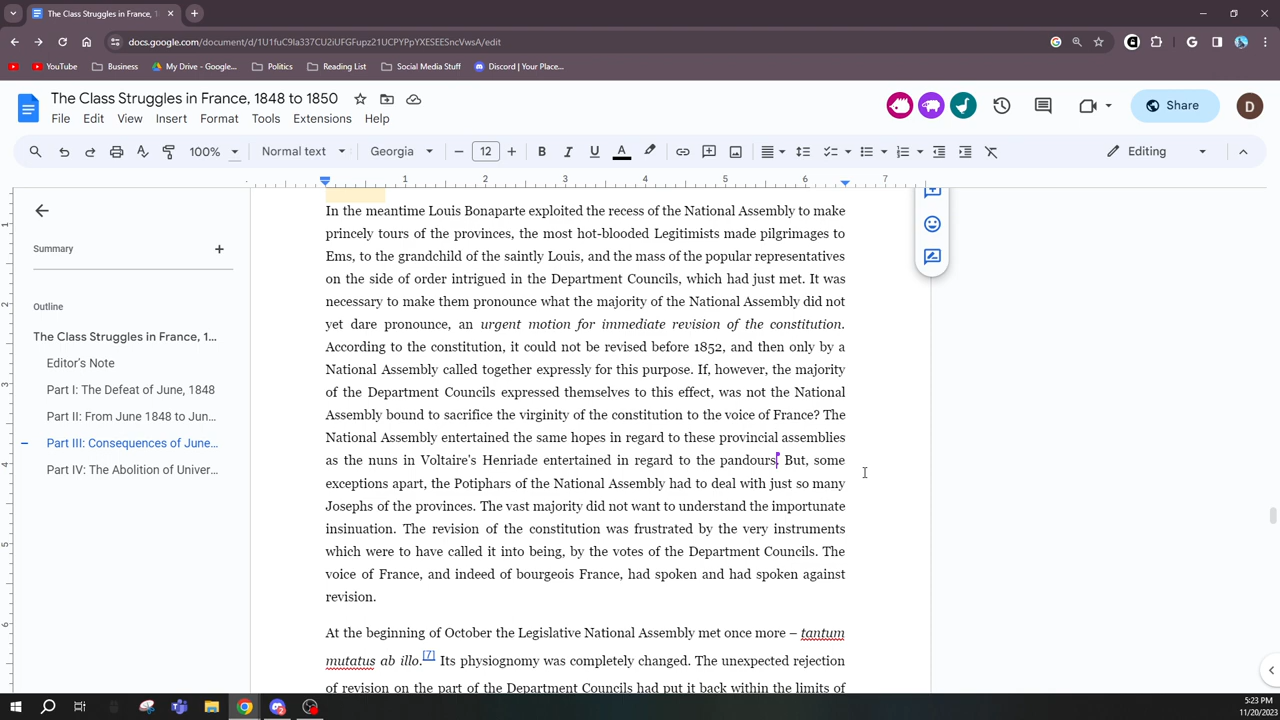 The Class Struggles in France, 1
docs.google.com/document/d/1U1fuC9la337CU2iUFGFupz21UCPYPpYXESEESncVwsA/edit
YouTube Business My Drive - Google... Politics Reading List Social Media Stuff Discord | Your Place...
The Class Struggles in France, 1848 to 1850
Share
D
File Edit View Insert Format Tools Extensions Help
100% Normal text Georgia 12 B I U A Editing
1 2 3 4 5 6 7
Summary
Outline
The Class Struggles in France, 1...
Editor's Note
Part I: The Defeat of June, 1848
Part II: From June 1848 to Jun...
Part III: Consequences of June...
Part IV: The Abolition of Univer...
1
2
3
4
5
6
In the meantime Louis Bonaparte exploited the recess of the National Assembly to make
princely tours of the provinces, the most hot-blooded Legitimists made pilgrimages to
Ems, to the grandchild of the saintly Louis, and the mass of the popular representatives
on the side of order intrigued in the Department Councils, which had just met. It was
necessary to make them pronounce what the majority of the National Assembly did not
yet dare pronounce, an urgent motion for immediate revision of the constitution.
According to the constitution, it could not be revised before 1852, and then only by a
National Assembly called together expressly for this purpose. If, however, the majority
of the Department Councils expressed themselves to this effect, was not the National
Assembly bound to sacrifice the virginity of the constitution to the voice of France? The
National Assembly entertained the same hopes in regard to these provincial assemblies
as the nuns in Voltaire's Henriade entertained in regard to the pandours. But, some
exceptions apart, the Potiphars of the National Assembly had to deal with just so many
Josephs of the provinces. The vast majority did not want to understand the importunate
insinuation. The revision of the constitution was frustrated by the very instruments
which were to have called it into being, by the votes of the Department Councils. The
voice of France, and indeed of bourgeois France, had spoken and had spoken against
revision.
At the beginning of October the Legislative National Assembly met once more – tantum
mutatus ab illo.[7] Its physiognomy was completely changed. The unexpected rejection
of revision on the part of the Department Councils had put it back within the limits of
5:23 PM
11/20/2023